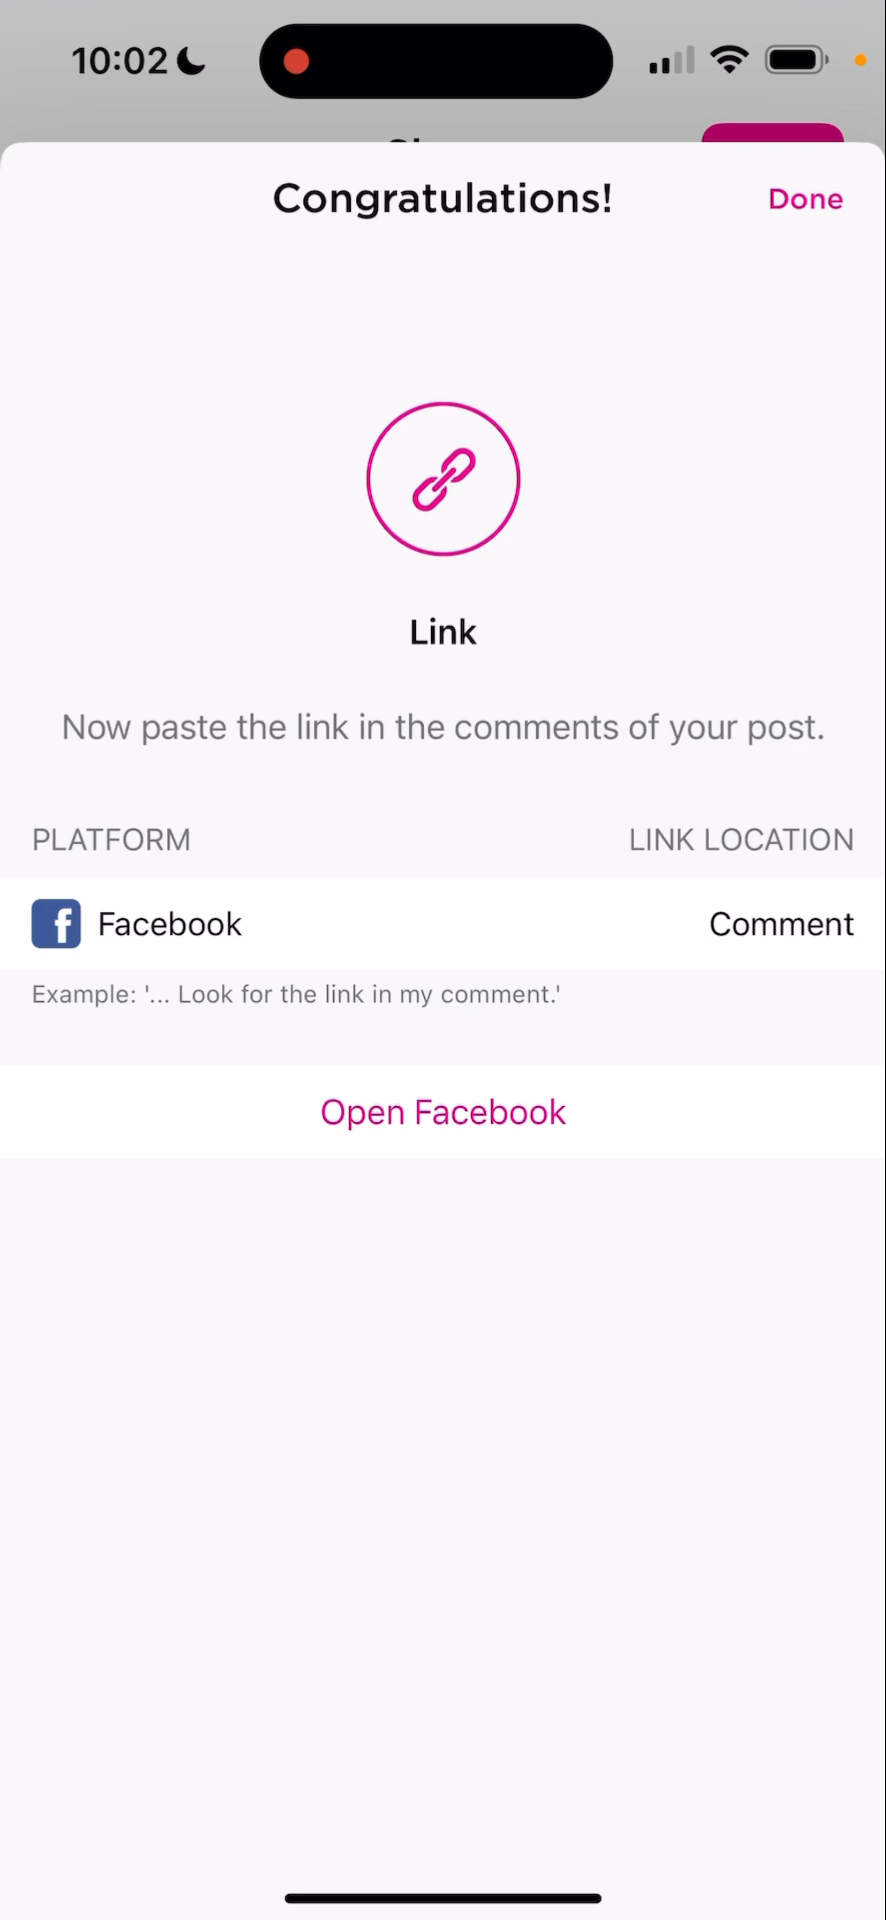 10:02
Congratulations!
Done
Link
Now paste the link in the comments of your post.
PLATFORM
LINK LOCATION
Facebook
Comment
Example: '... Look for the link in my comment.'
Open Facebook